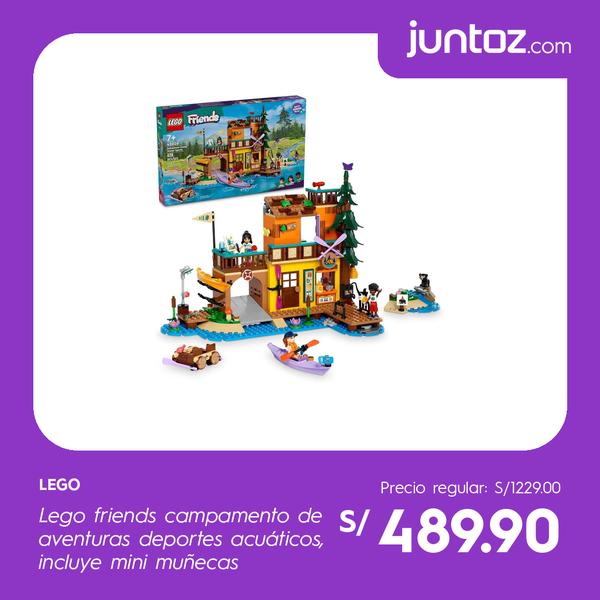 juntoz.com
LEGO
Friends
7+
LEGO
Precio regular: S/1229.00
Lego friends campamento de
aventuras deportes acuáticos,
incluye mini muñecas
S/ 489.90